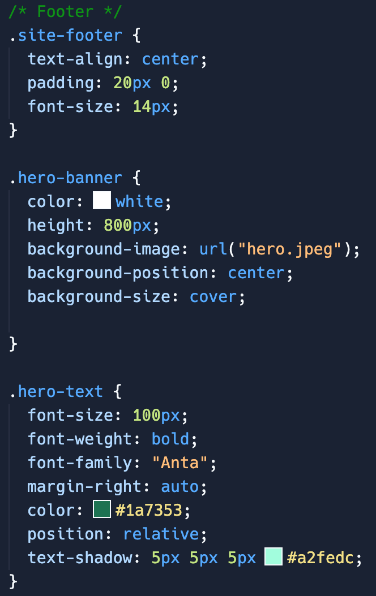 /* Footer */
.site-footer {
  text-align: center;
  padding: 20px 0;
  font-size: 14px;
}

.hero-banner {
  color: white;
  height: 800px;
  background-image: url("hero.jpeg");
  background-position: center;
  background-size: cover;

}

.hero-text {
  font-size: 100px;
  font-weight: bold;
  font-family: "Anta";
  margin-right: auto;
  color: #1a7353;
  position: relative;
  text-shadow: 5px 5px 5px #a2fedc;
}